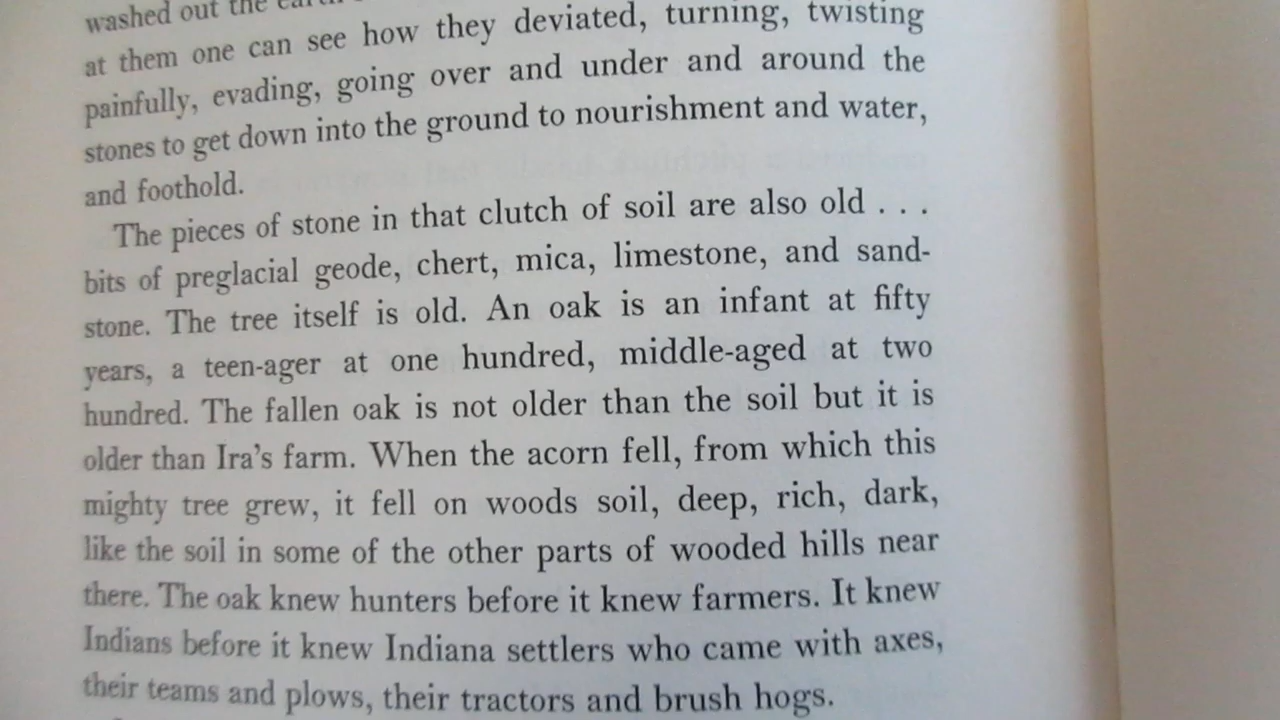 washed out the
at them one can see how they deviated, turning, twisting
painfully, evading, going over and under and around the
stones to get down into the ground to nourishment and water,
and foothold.
The pieces of stone in that clutch of soil are also old . . .
bits of preglacial geode, chert, mica, limestone, and sand-
stone. The tree itself is old. An oak is an infant at fifty
years, a teen-ager at one hundred, middle-aged at two
hundred. The fallen oak is not older than the soil but it is
older than Ira's farm. When the acorn fell, from which this
mighty tree grew, it fell on woods soil, deep, rich, dark,
like the soil in some of the other parts of wooded hills near
there. The oak knew hunters before it knew farmers. It knew
Indians before it knew Indiana settlers who came with axes,
their teams and plows, their tractors and brush hogs.